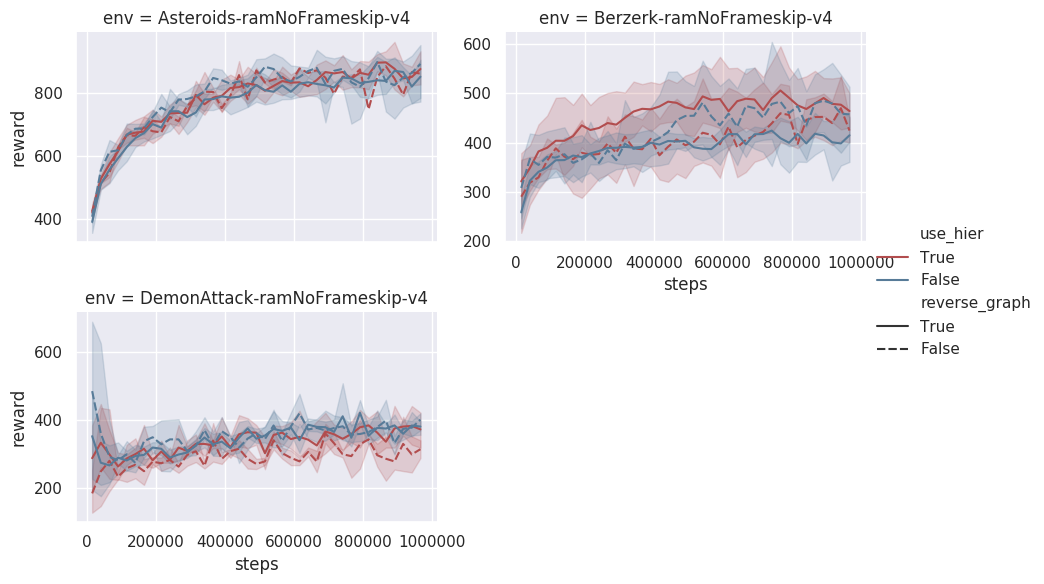 env = Asteroids-ramNoFrameskip-v4
800
600
400
reward
env = Berzerk-ramNoFrameskip-v4
600
500
400
300
200
0
200000
400000
600000
800000
1000000
steps
use_hier
True
False
reverse_graph
True
False
env = DemonAttack-ramNoFrameskip-v4
600
400
200
reward
0
200000
400000
600000
800000
1000000
steps